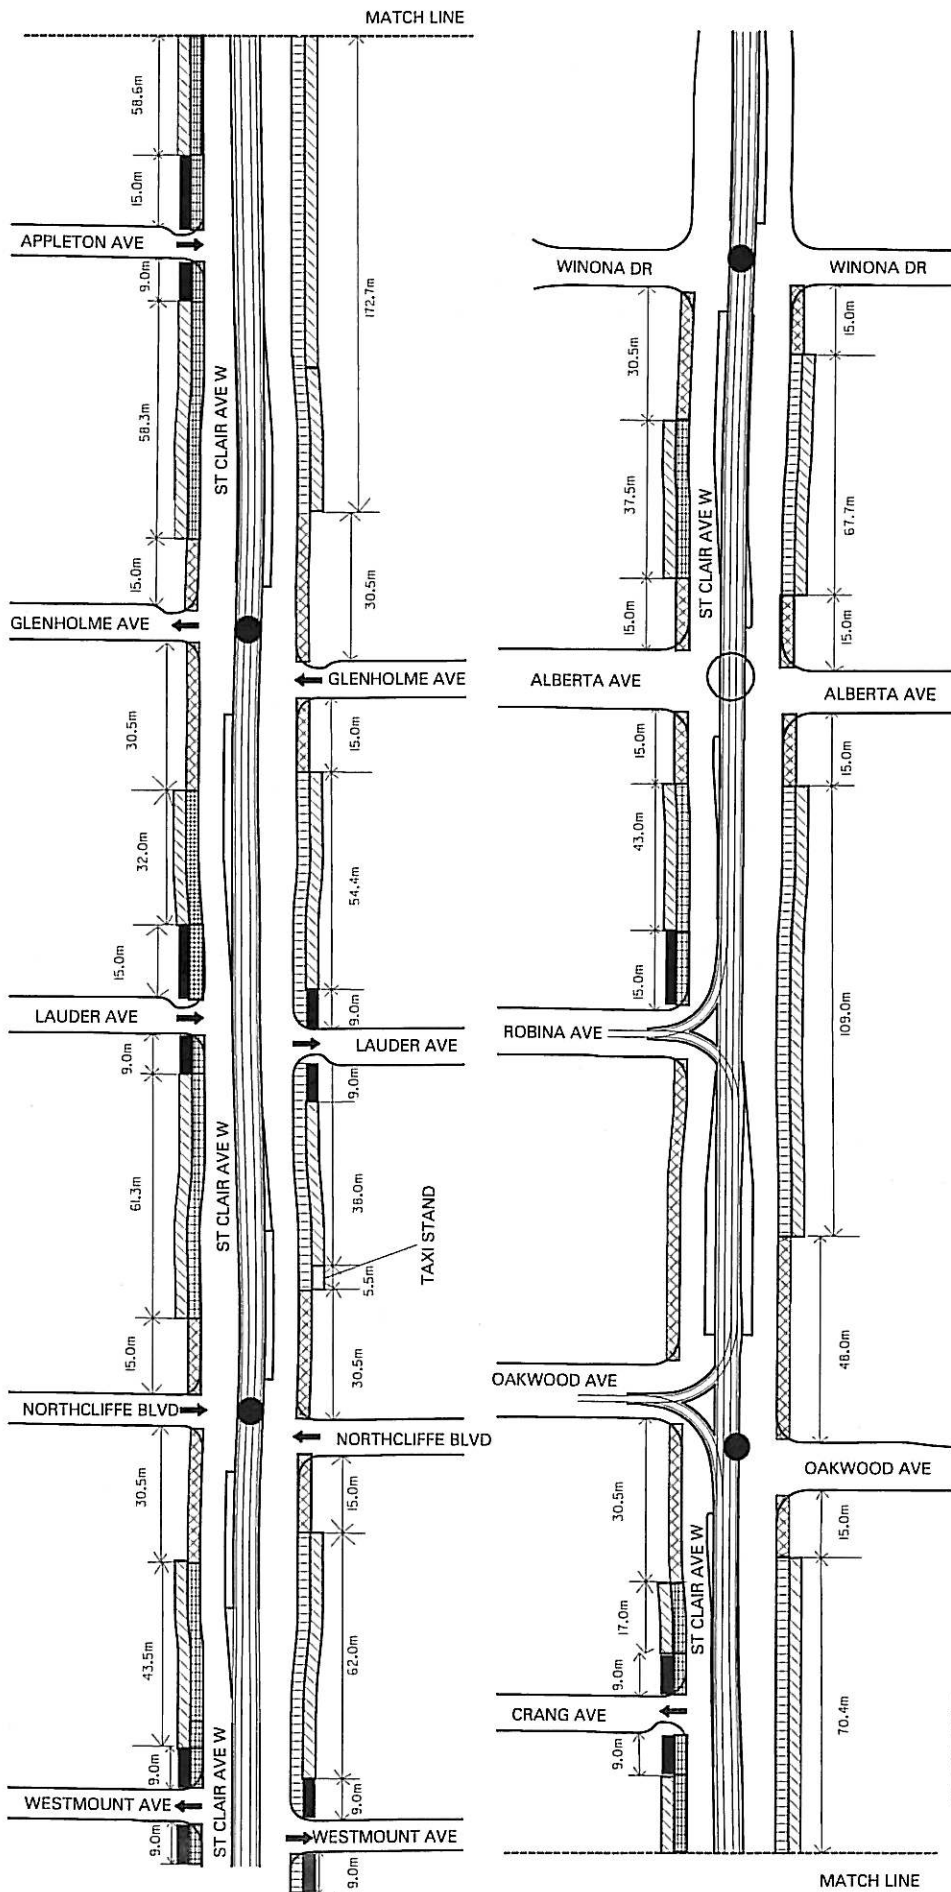 MATCH LINE
58.6m
15.0m
APPLETON AVE
9.0m
58.3m
15.0m
ST CLAIR AVE W
172.7m
30.5m
GLENHOLME AVE
GLENHOLME AVE
30.5m
32.0m
15.0m
15.0m
54.4m
9.0m
LAUDER AVE
LAUDER AVE
9.0m
61.3m
15.0m
ST CLAIR AVE W
9.0m
38.0m
5.5m
TAXI STAND
30.5m
NORTHCLIFFE BLVD
NORTHCLIFFE BLVD
30.5m
43.5m
9.0m
ST CLAIR AVE W
15.0m
62.0m
9.0m
WESTMOUNT AVE
WESTMOUNT AVE
9.0m
9.0m
WINONA DR
WINONA DR
30.5m
37.5m
15.0m
ST CLAIR AVE W
15.0m
67.7m
15.0m
ALBERTA AVE
ALBERTA AVE
15.0m
43.0m
15.0m
15.0m
109.0m
ROBINA AVE
48.0m
OAKWOOD AVE
OAKWOOD AVE
30.5m
17.0m
9.0m
ST CLAIR AVE W
15.0m
70.4m
CRANG AVE
9.0m
MATCH LINE